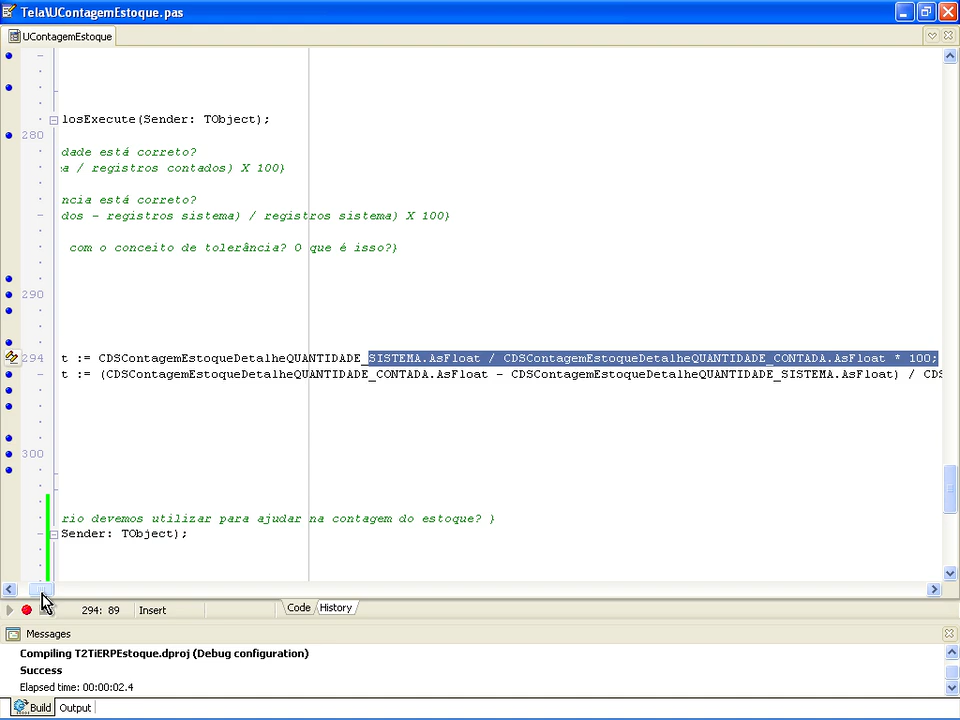 Tela\UContagemEstoque.pas
UContagemEstoque
losExecute(Sender: TObject);
280
dade está correto?
a / registros contados) X 100}
ncia está correto?
dos - registros sistema) / registros sistema) X 100}
com o conceito de tolerância? O que é isso?}
290
294 t := CDSContagemEstoqueDetalheQUANTIDADE_SISTEMA.AsFloat / CDSContagemEstoqueDetalheQUANTIDADE_CONTADA.AsFloat * 100;
t := (CDSContagemEstoqueDetalheQUANTIDADE_CONTADA.AsFloat - CDSContagemEstoqueDetalheQUANTIDADE_SISTEMA.AsFloat) / CDS
300
rio devemos utilizar para ajudar na contagem do estoque? }
Sender: TObject);
294: 89 Insert Code History
Messages
Compiling T2TiERPEstoque.dproj (Debug configuration)
Success
Elapsed time: 00:00:02.4
Build Output